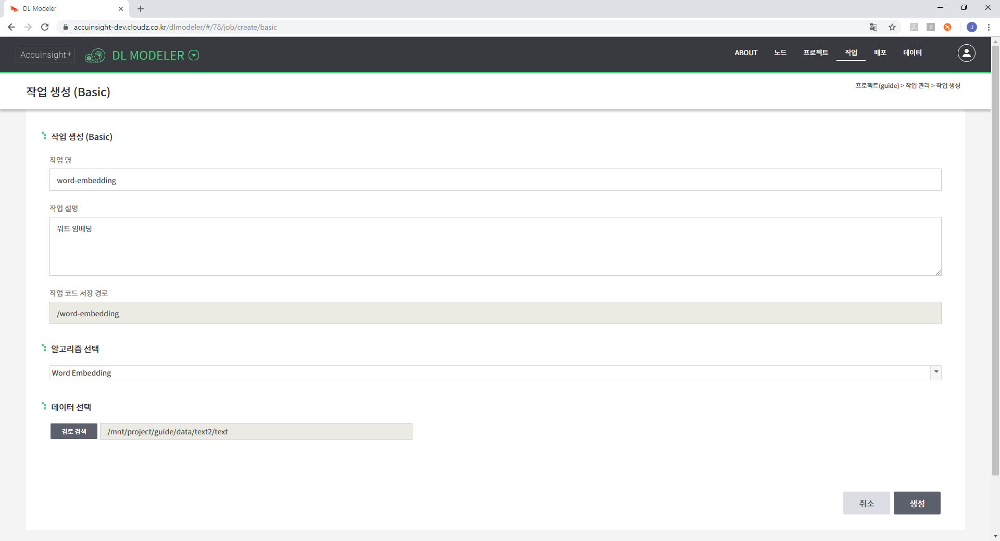 DL Modeler
accuinsight-dev.cloudz.co.kr/dlmodeler/#/78/job/create/basic
J
AccuInsight+
DL MODELER
ABOUT 노드 프로젝트 작업 배포 데이터
작업 생성 (Basic)
프로젝트(guide) > 작업 관리 > 작업 생성
작업 생성 (Basic)
작업 명
word-embedding
작업 설명
워드 임베딩
작업 코드 저장 경로
/word-embedding
알고리즘 선택
Word Embedding
데이터 선택
경로 검색 /mnt/project/guide/data/text2/text
취소 생성